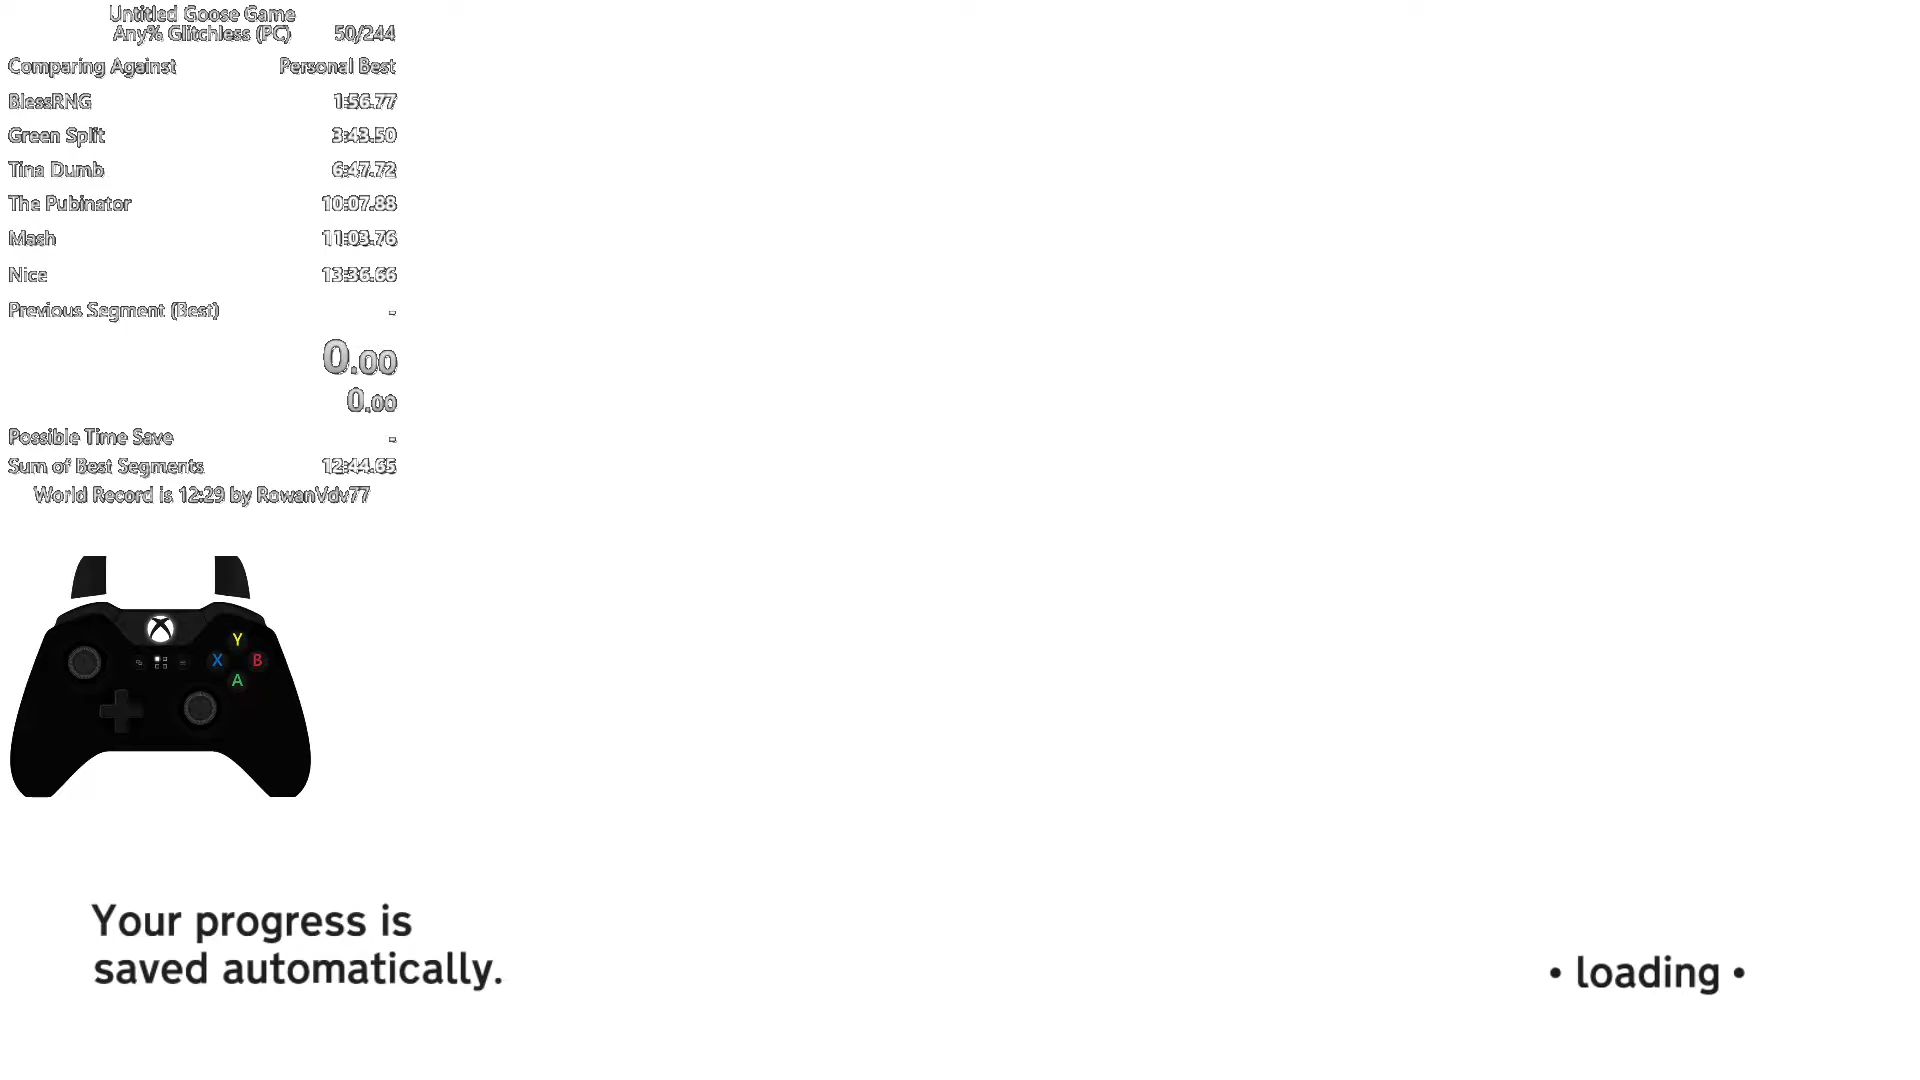 Untitled Goose Game
Any% Glitchless (PC) 50/244
Comparing Against Personal Best
BlessRNG 1:56.77
Green Split 3:43.50
Tina Dumb 6:47.72
The Pubinator 10:07.88
Mash 11:03.76
Nice 13:36.66
Previous Segment (Best) -
0.00
0.00
Possible Time Save -
Sum of Best Segments 12:44.65
World Record is 12:29 by RowanVdv77
Y
X B
A
Your progress is
saved automatically.
• loading •